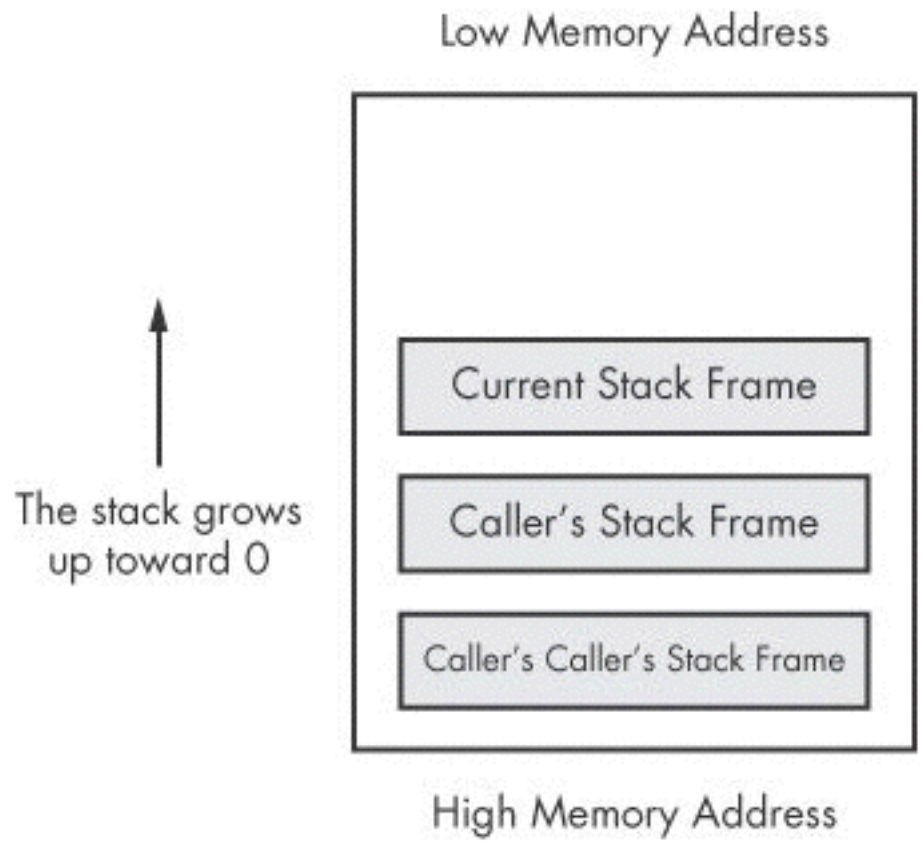 Low Memory Address
Current Stack Frame
Caller's Stack Frame
The stack grows
up toward 0
Caller's Caller's Stack Frame
High Memory Address